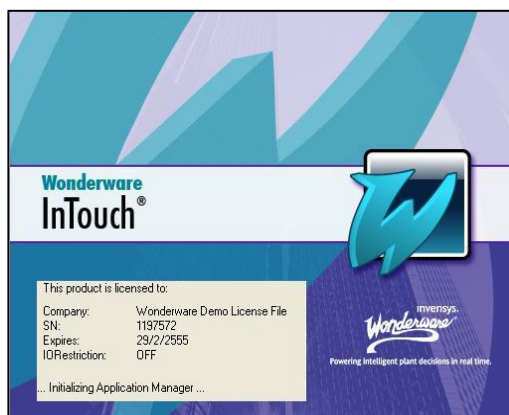 Wonderware
InTouch®
This product is licensed to:
Company: Wonderware Demo License File
SN: 1197572
Expires: 29/2/2555
IORestriction: OFF
... Initializing Application Manager ...
invensys.
Wonderware
Powering intelligent plant decisions in real time.